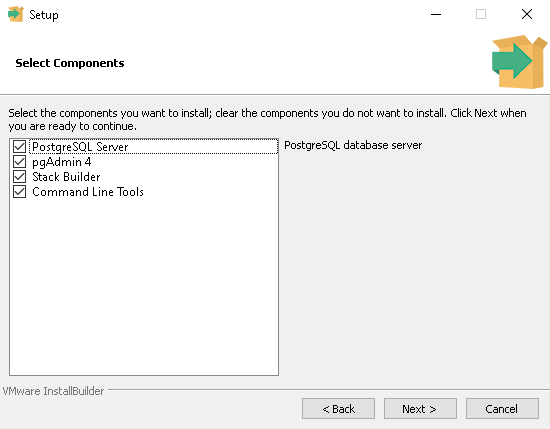 Setup
Select Components
Select the components you want to install; clear the components you do not want to install. Click Next when
you are ready to continue.
PostgreSQL Server
PostgreSQL database server
pgAdmin 4
Stack Builder
Command Line Tools
VMware InstallBuilder
< Back
Next >
Cancel